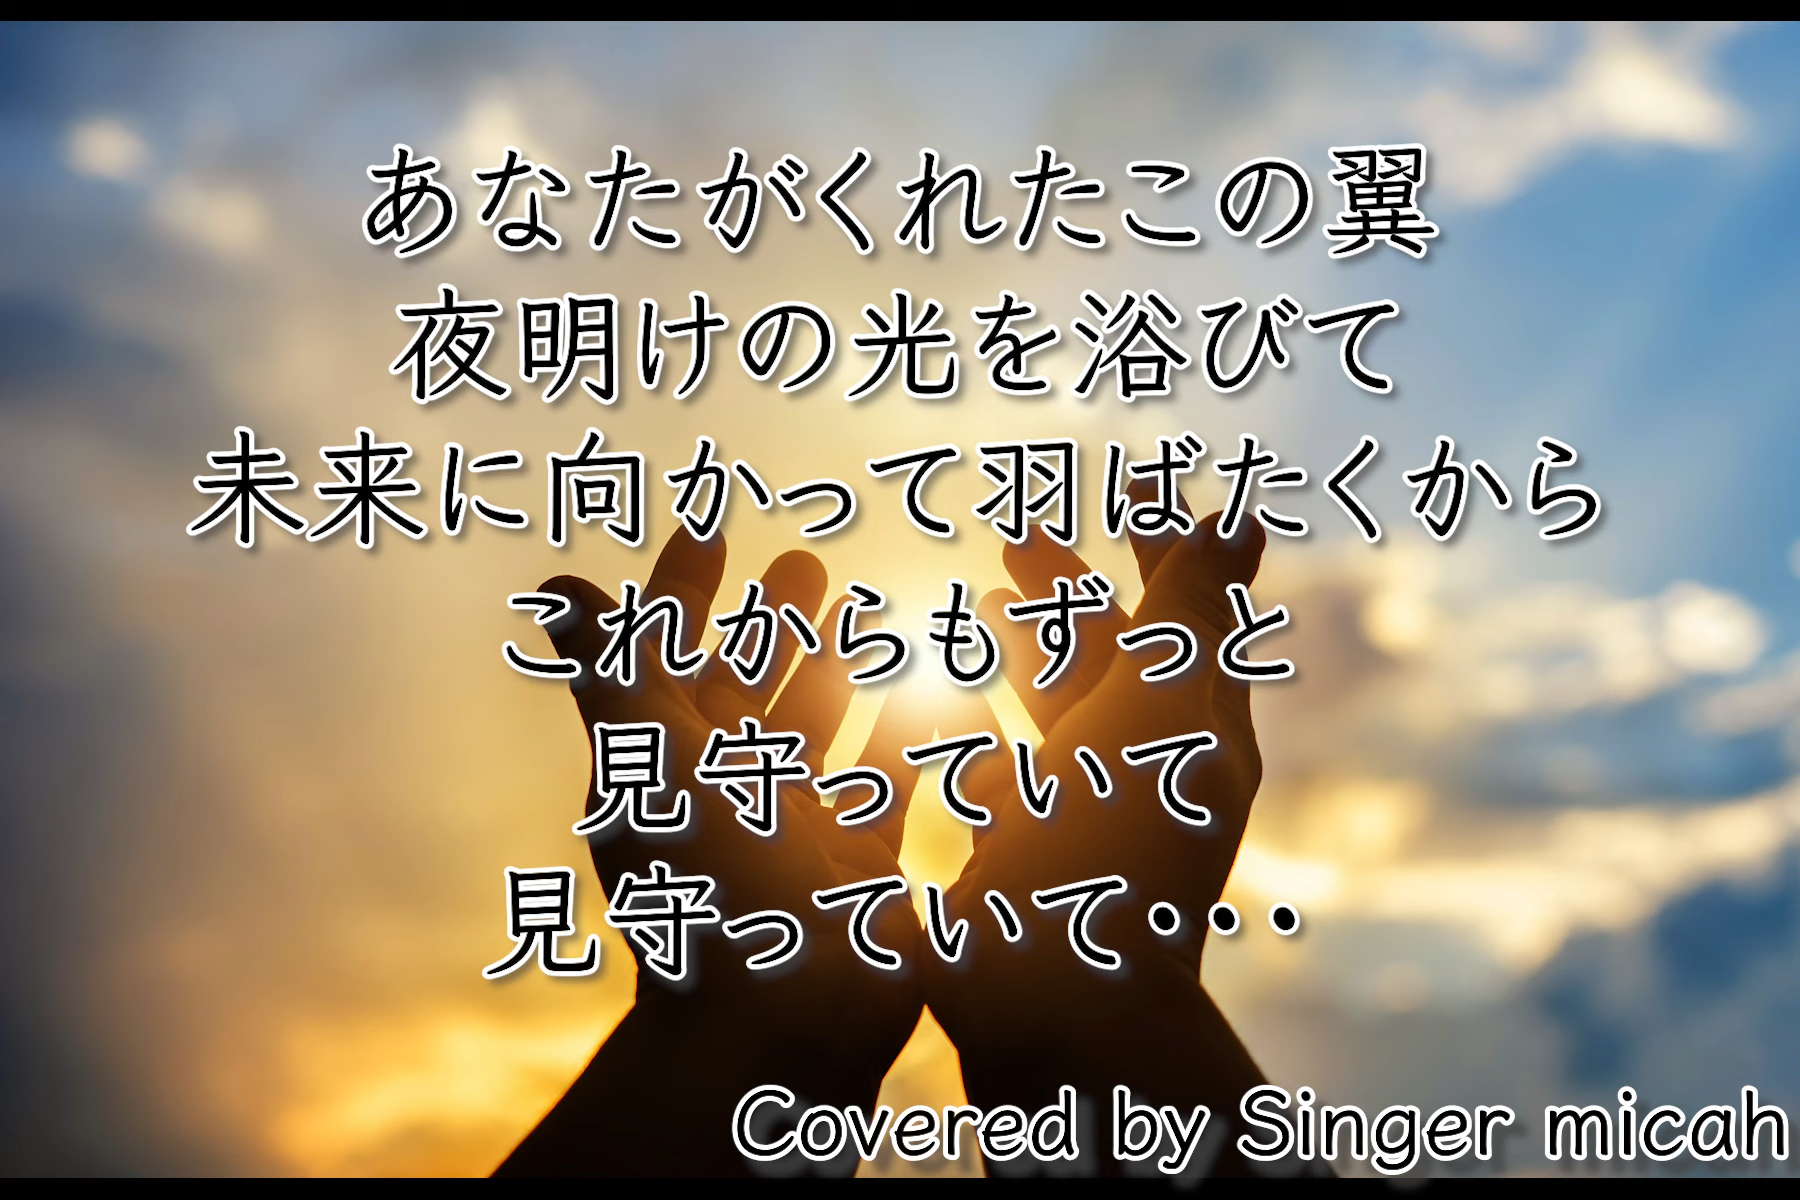 あなたがくれたこの翼
夜明けの光を浴びて
未来に向かって羽ばたくから
これからもずっと
見守っていて
見守っていて･･･
Covered by Singer micah